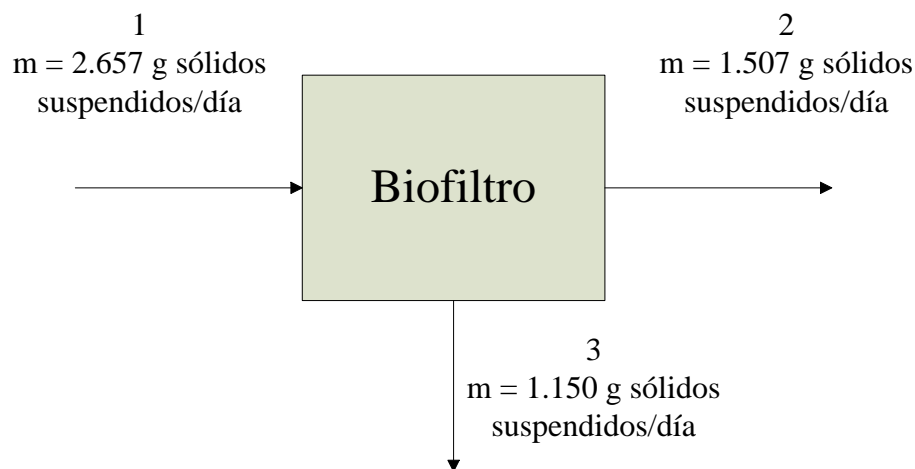 1
m = 2.657 g sólidos
suspendidos/día
2
m = 1.507 g sólidos
suspendidos/día
Biofiltro
3
m = 1.150 g sólidos
suspendidos/día